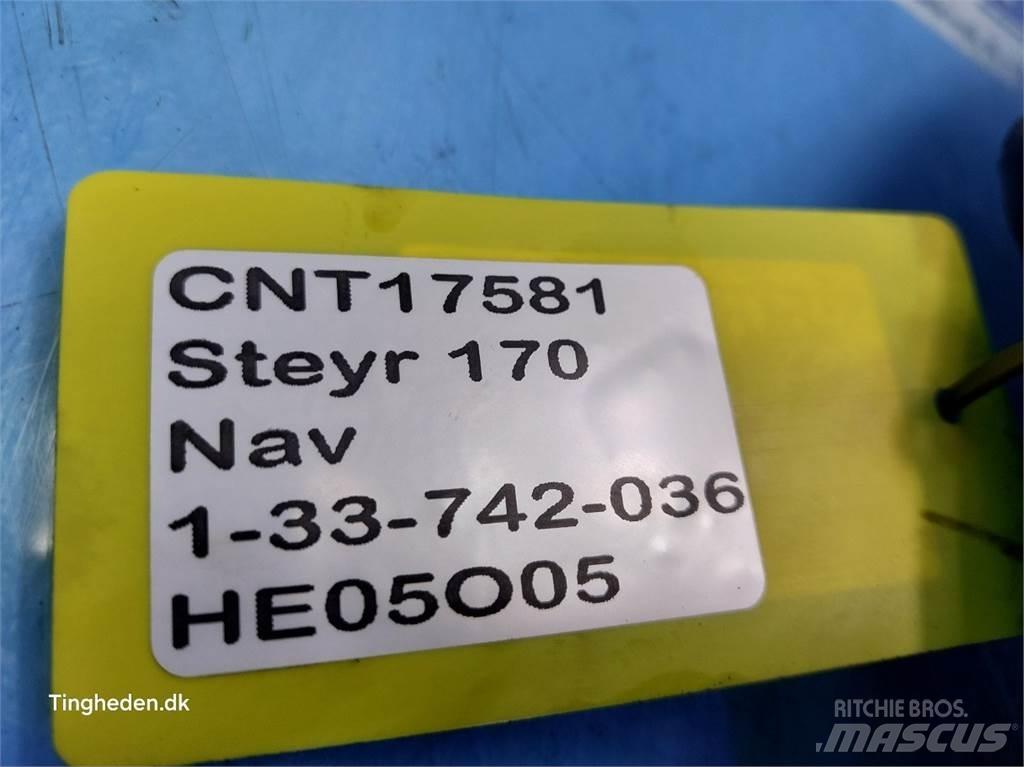 CNT17581
Steyr 170
Nav
1-33-742-036
HE05O05
Tingheden.dk
RITCHIE BROS.
MASCUS